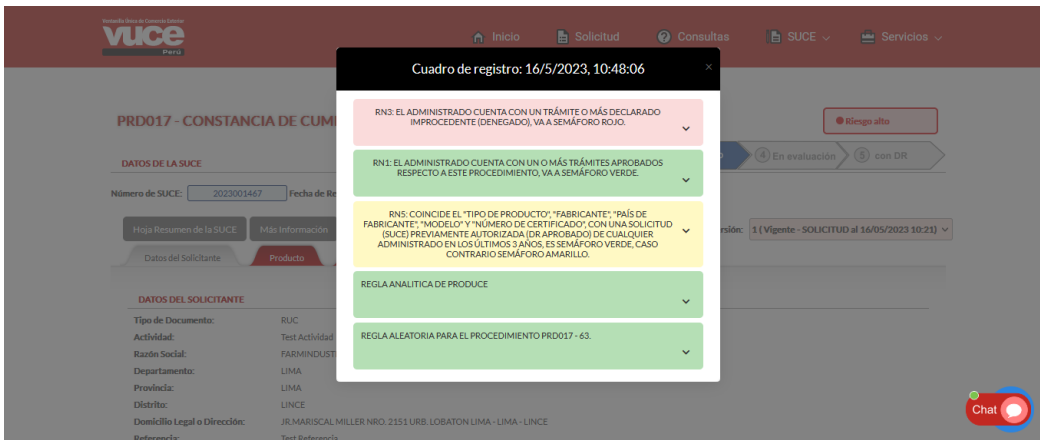 Ventanilla Única de Comercio Exterior
vuce
Perú
Inicio
Solicitud
Consultas
SUCE
Servicios
Cuadro de registro: 16/5/2023, 10:48:06
×
RN3: EL ADMINISTRADO CUENTA CON UN TRÁMITE O MÁS DECLARADO
IMPROCEDENTE (DENEGADO), VA A SEMÁFORO ROJO.
RN1: EL ADMINISTRADO CUENTA CON UN O MÁS TRÁMITES APROBADOS
RESPECTO A ESTE PROCEDIMIENTO, VA A SEMÁFORO VERDE.
RN5: COINCIDE EL "TIPO DE PRODUCTO", "FABRICANTE", "PAÍS DE
FABRICANTE", "MODELO" Y "NÚMERO DE CERTIFICADO", CON UNA SOLICITUD
(SUCE) PREVIAMENTE AUTORIZADA (DR APROBADO) DE CUALQUIER
ADMINISTRADO EN LOS ÚLTIMOS 3 AÑOS, ES SEMÁFORO VERDE, CASO
CONTRARIO SEMÁFORO AMARILLO.
REGLA ANALITICA DE PRODUCE
REGLA ALEATORIA PARA EL PROCEDIMIENTO PRD017 - 63.
PRD017 - CONSTANCIA DE CUM
Riesgo alto
4 En evaluación
5 con DR
DATOS DE LA SUCE
Número de SUCE: 2023001467 Fecha de Re
Hoja Resumen de la SUCE
Más Información
rsión: 1 ( Vigente - SOLICITUD al 16/05/2023 10:21)
Datos del Solicitante
Producto
DATOS DEL SOLICITANTE
Tipo de Documento: RUC
Actividad: Test Actividad
Razón Social: FARMINDUST
Departamento: LIMA
Provincia: LIMA
Distrito: LINCE
Domicilio Legal o Dirección: JR.MARISCAL MILLER NRO. 2151 URB. LOBATON LIMA - LIMA - LINCE
Referencia: Test Referencia
Chat